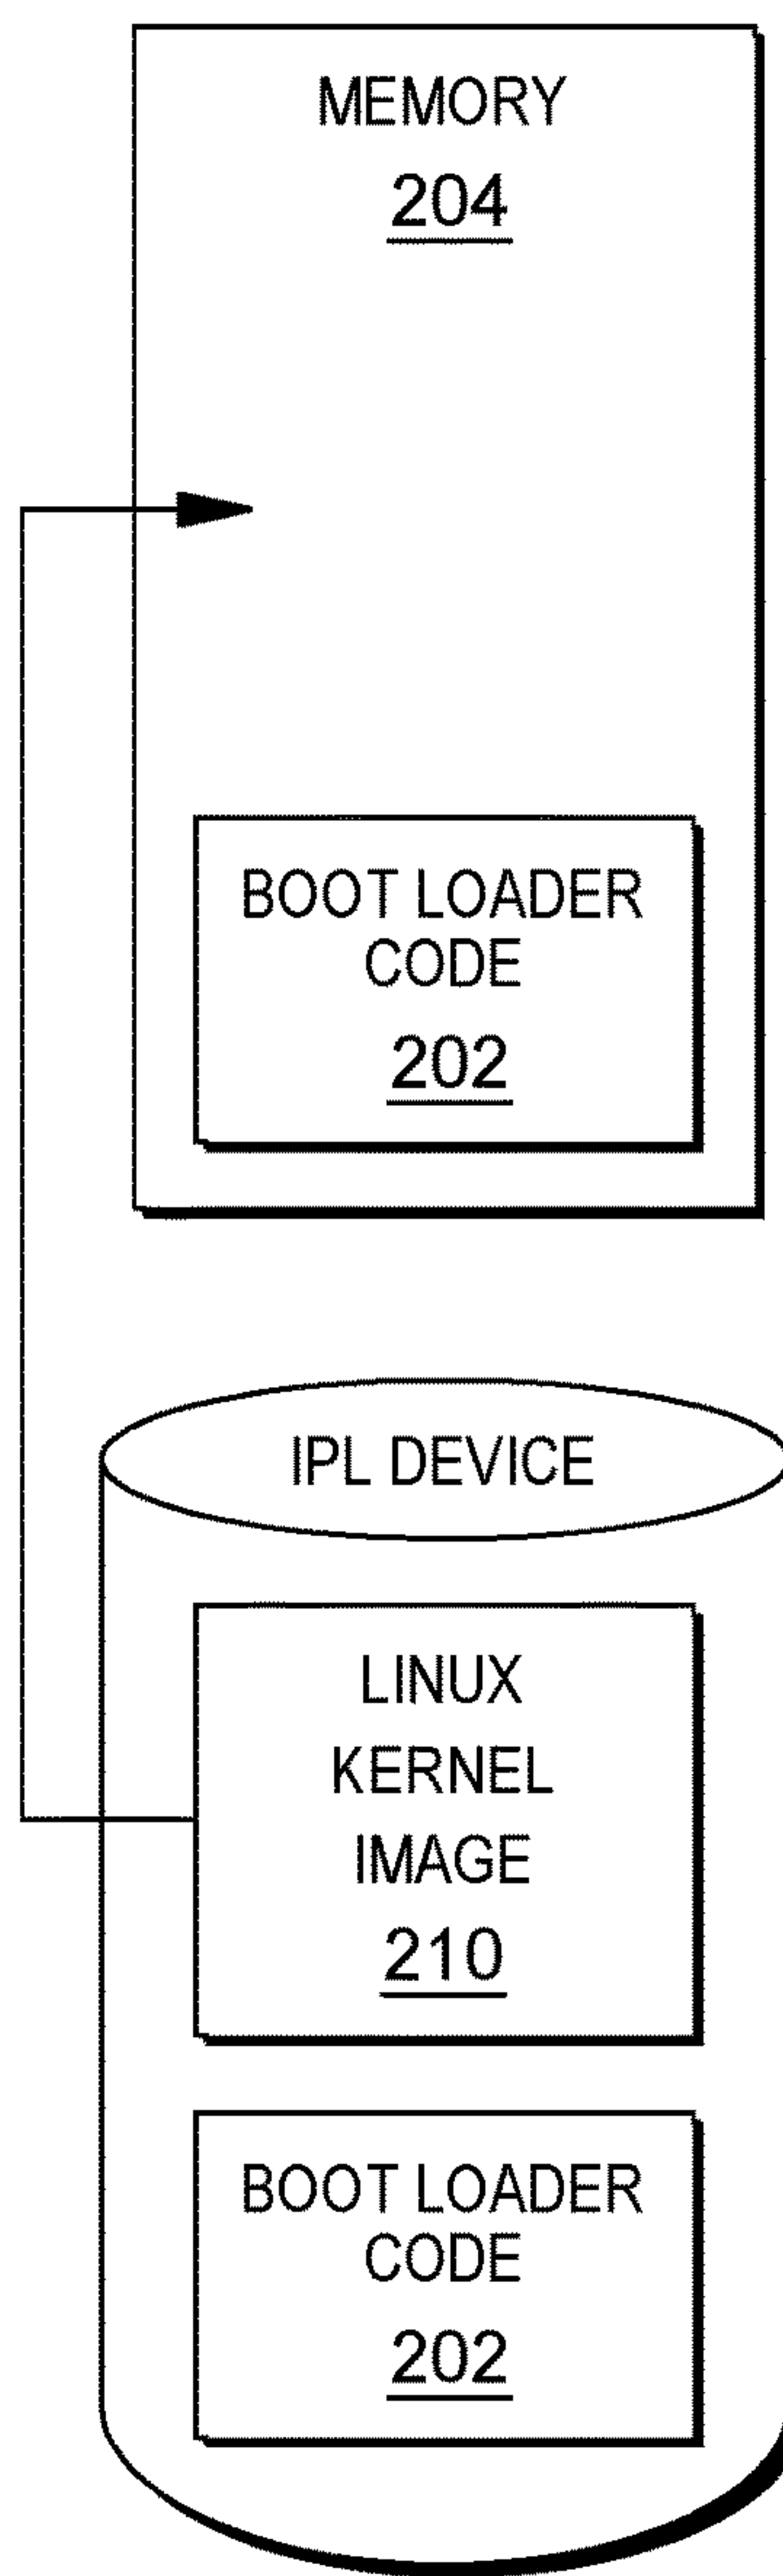 MEMORY
204
BOOT LOADER
CODE
202
IPL DEVICE
LINUX
KERNEL
IMAGE
210
BOOT LOADER
CODE
202